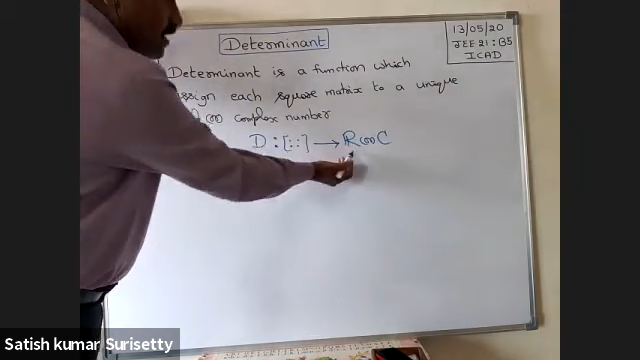 Determinant
13/05/20
JEE 21 : B5
ICAD
Determinant is a function which
assign each square matrix to a unique
complex number
D : [::] → R C
Satish kumar Surisetty